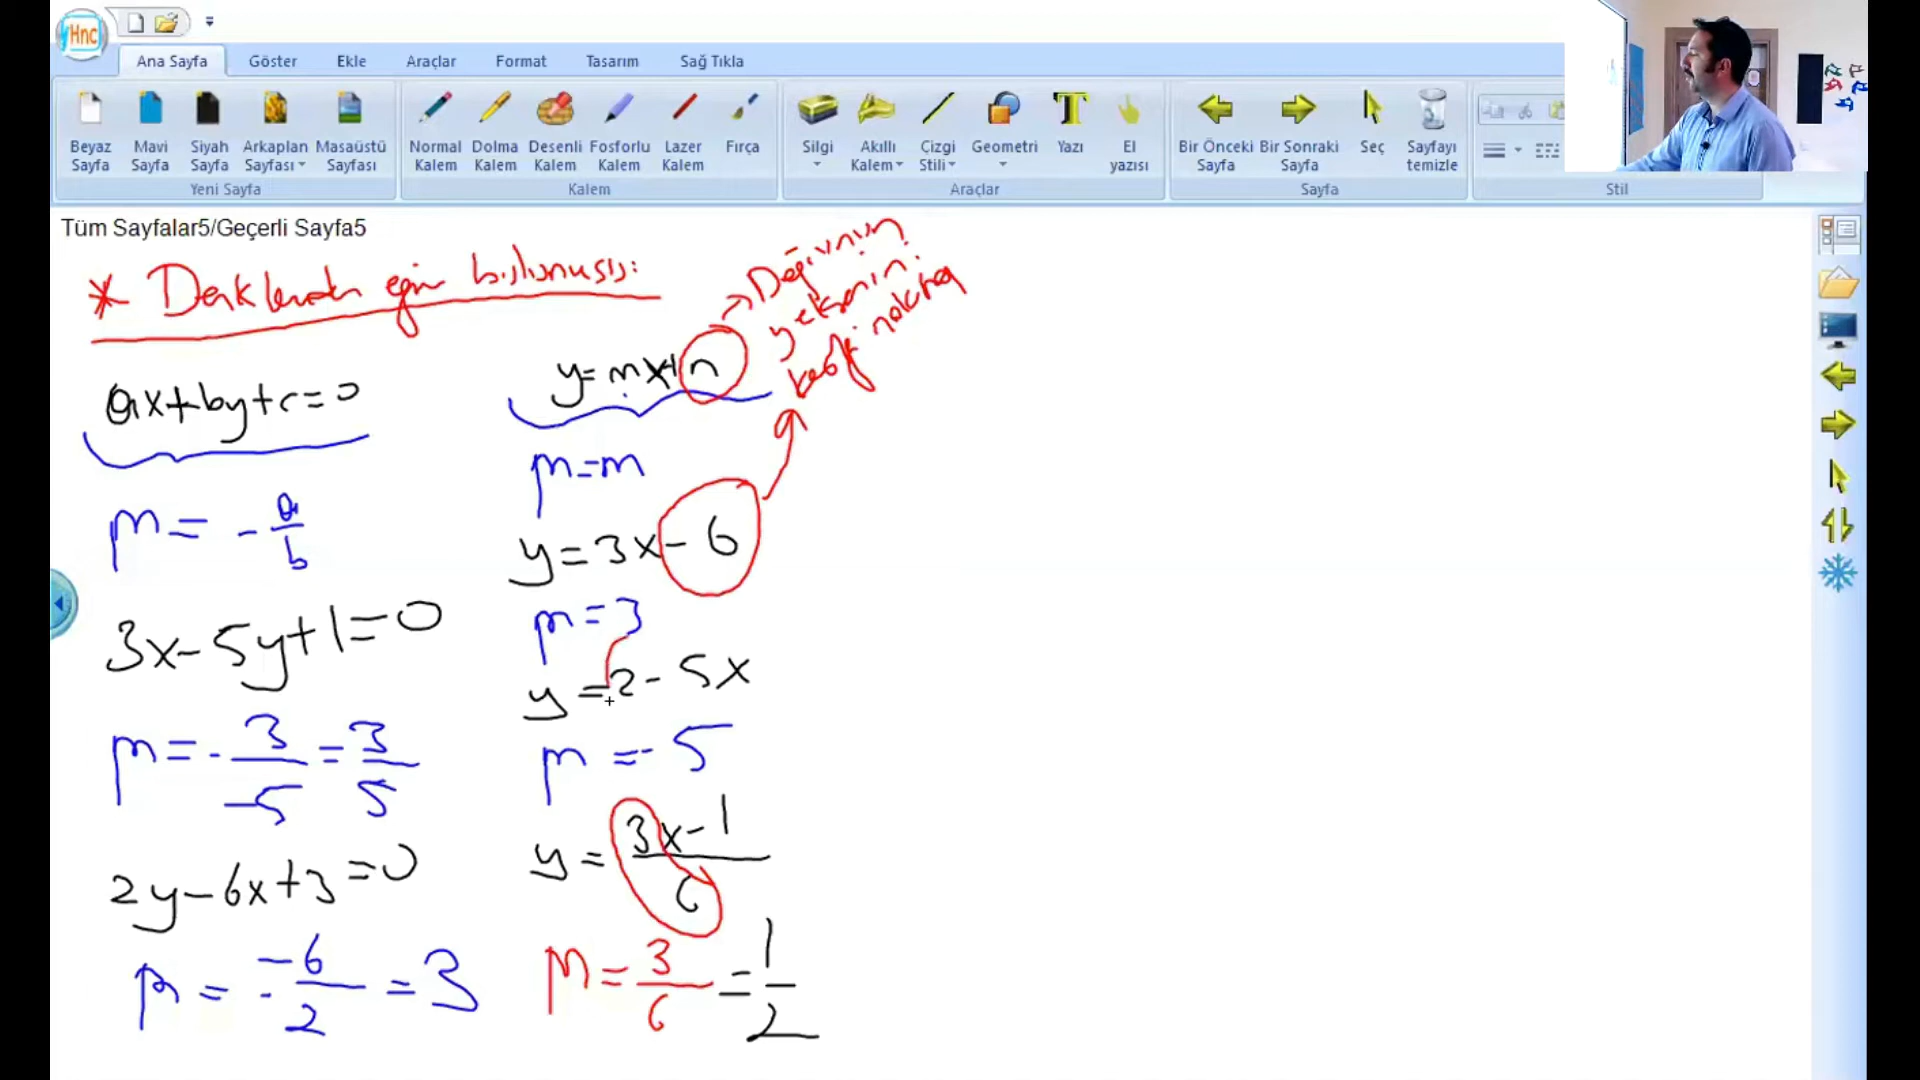 Hnc
Ana Sayfa Göster Ekle Araçlar Format Tasarım Sağ Tıkla
Beyaz Sayfa
Mavi Sayfa
Siyah Sayfa
Arkaplan Sayfası
Masaüstü Sayfası
Yeni Sayfa
Normal Kalem
Dolma Kalem
Desenli Kalem
Fosforlu Kalem
Lazer Kalem
Fırça
Kalem
Silgi
Akıllı Kalem
Çizgi Stili
Geometri
Yazı
El yazısı
Araçlar
Bir Önceki Sayfa
Bir Sonraki Sayfa
Seç
Sayfayı temizle
Sayfa
Stil
Tüm Sayfalar5/Geçerli Sayfa5
* Denklemde eğim bulunuşu:
ax+by+c=0
m = -a/b
3x-5y+1=0
m = -3/-5 = 3/5
2y-6x+3=0
m = - -6/2 = 3
y=mx+n
→ Doğrunun
y eksenini
kestiği nokta
m=m
y=3x-6
m=3
y=2-5x
m=-5
y = 3x-1/6
m = 3/6 = 1/2